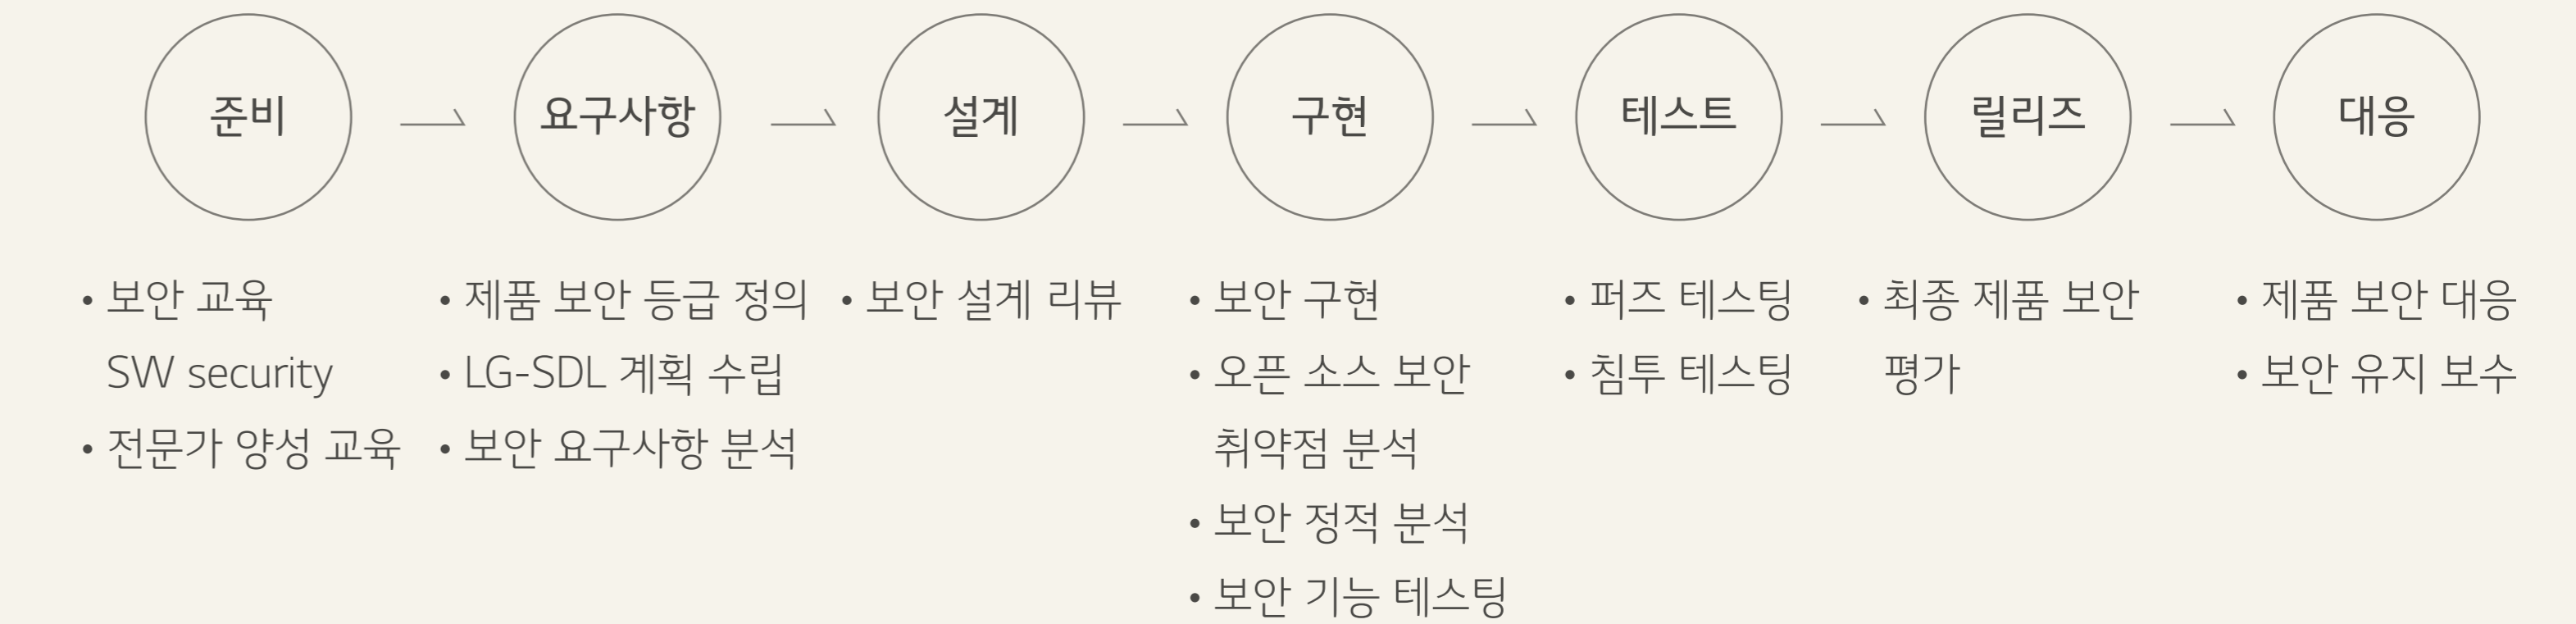 준비
요구사항
설계
구현
테스트
릴리즈
대응
• 보안 교육
SW security
• 전문가 양성 교육
• 제품 보안 등급 정의
• LG-SDL 계획 수립
• 보안 요구사항 분석
• 보안 설계 리뷰
• 보안 구현
• 오픈 소스 보안
취약점 분석
• 보안 정적 분석
• 보안 기능 테스팅
• 퍼즈 테스팅
• 침투 테스팅
• 최종 제품 보안
평가
• 제품 보안 대응
• 보안 유지 보수